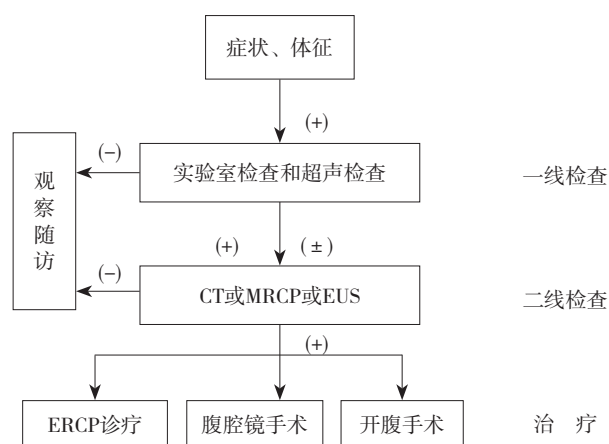 症状、体征
(+)
(-)
实验室检查和超声检查
一线检查
观察随访
(+)
(±)
(-)
CT或MRCP或EUS
二线检查
(+)
ERCP诊疗
腹腔镜手术
开腹手术
治 疗